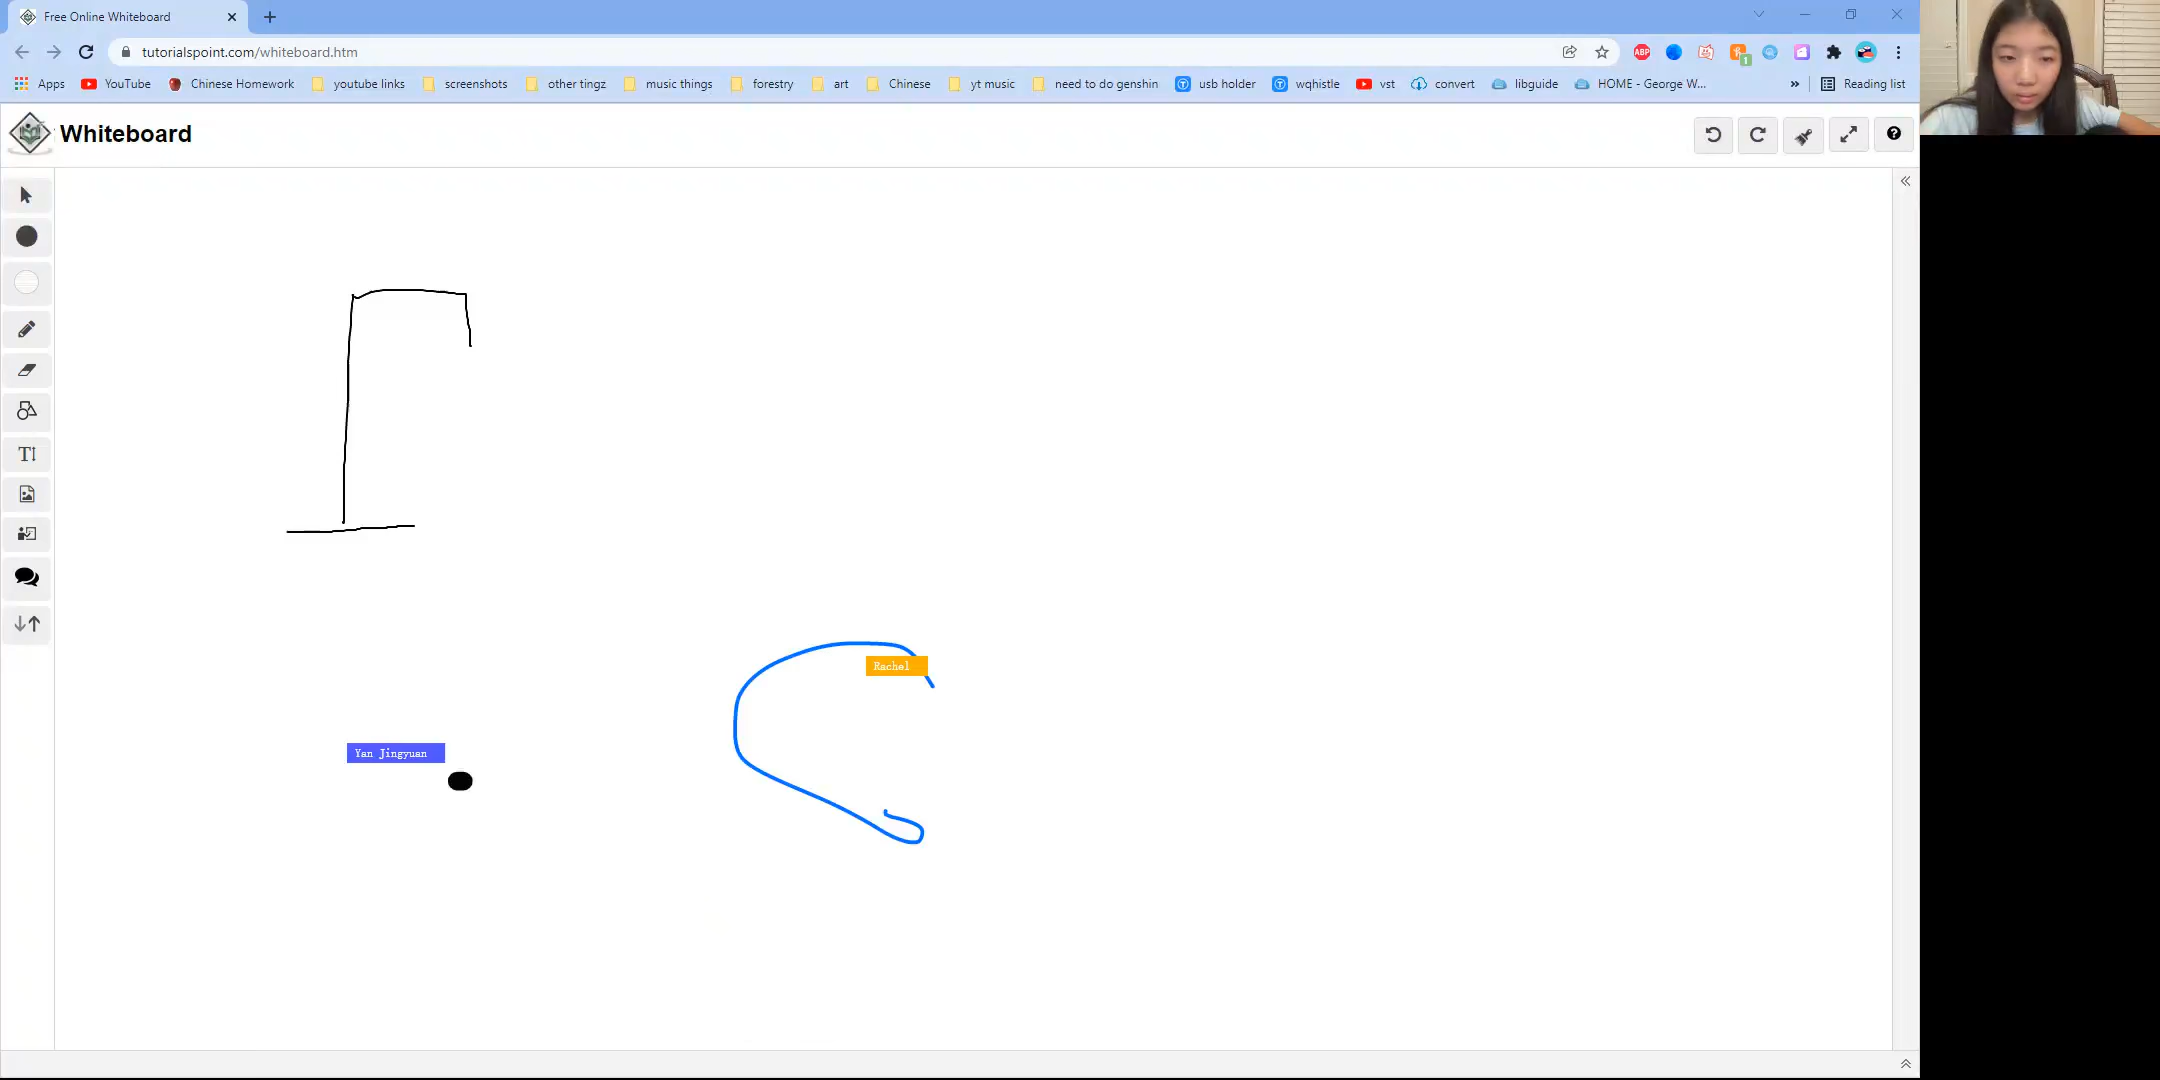 Free Online Whiteboard
tutorialspoint.com/whiteboard.htm
ABP
1
Apps YouTube Chinese Homework youtube links screenshots other tingz music things forestry art Chinese yt music need to do genshin usb holder wqhistle vst convert libguide HOME - George W... » Reading list
Whiteboard
T
Rachel
Yan Jingyuan